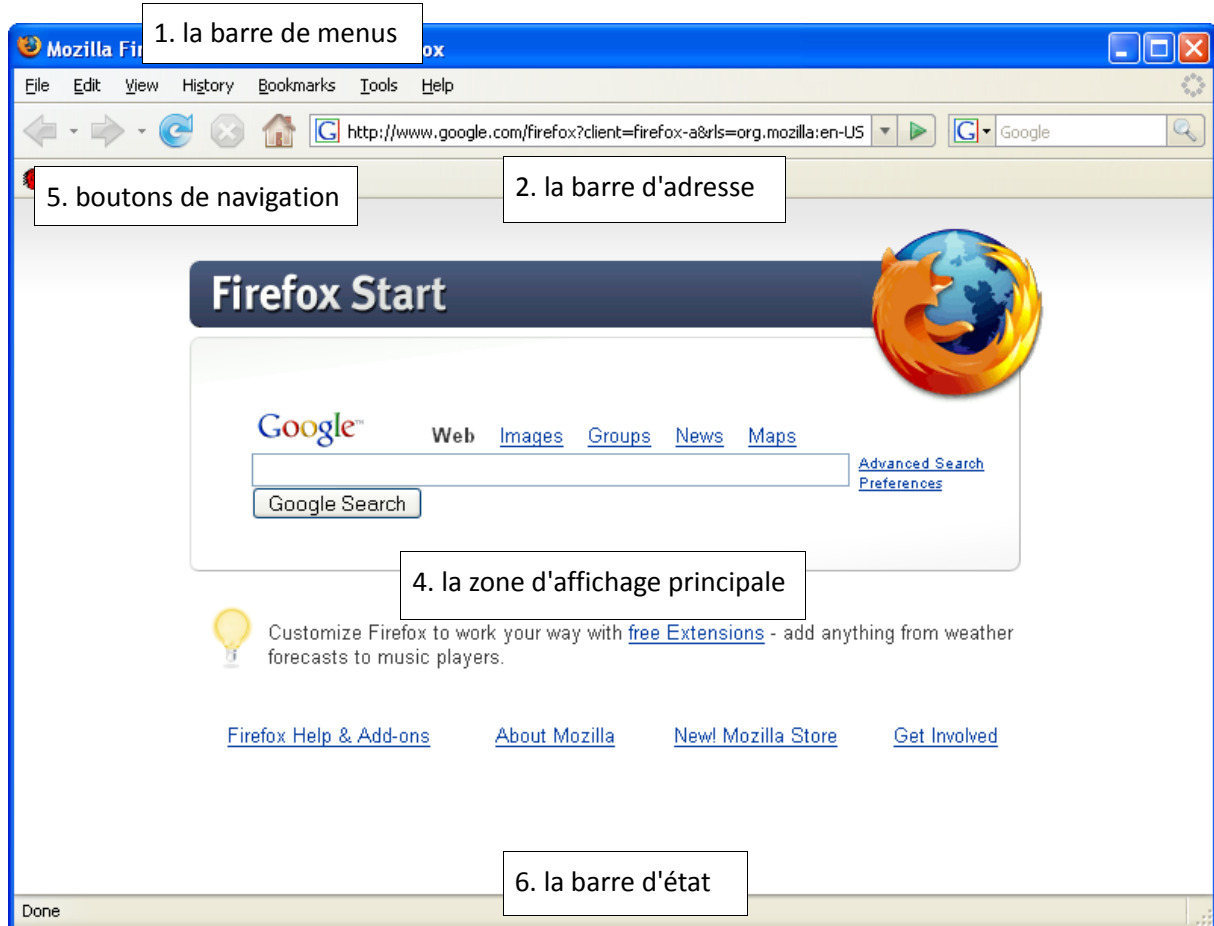 1. la barre de menus
Mozilla Fir ox
File Edit View History Bookmarks Tools Help
G http://www.google.com/firefox?client=firefox-a&rls=org.mozilla:en-US G Google
5. boutons de navigation
2. la barre d'adresse
Firefox Start
Google™ Web Images Groups News Maps
Advanced Search
Preferences
Google Search
4. la zone d'affichage principale
Customize Firefox to work your way with free Extensions - add anything from weather
forecasts to music players.
Firefox Help & Add-ons About Mozilla New! Mozilla Store Get Involved
6. la barre d'état
Done